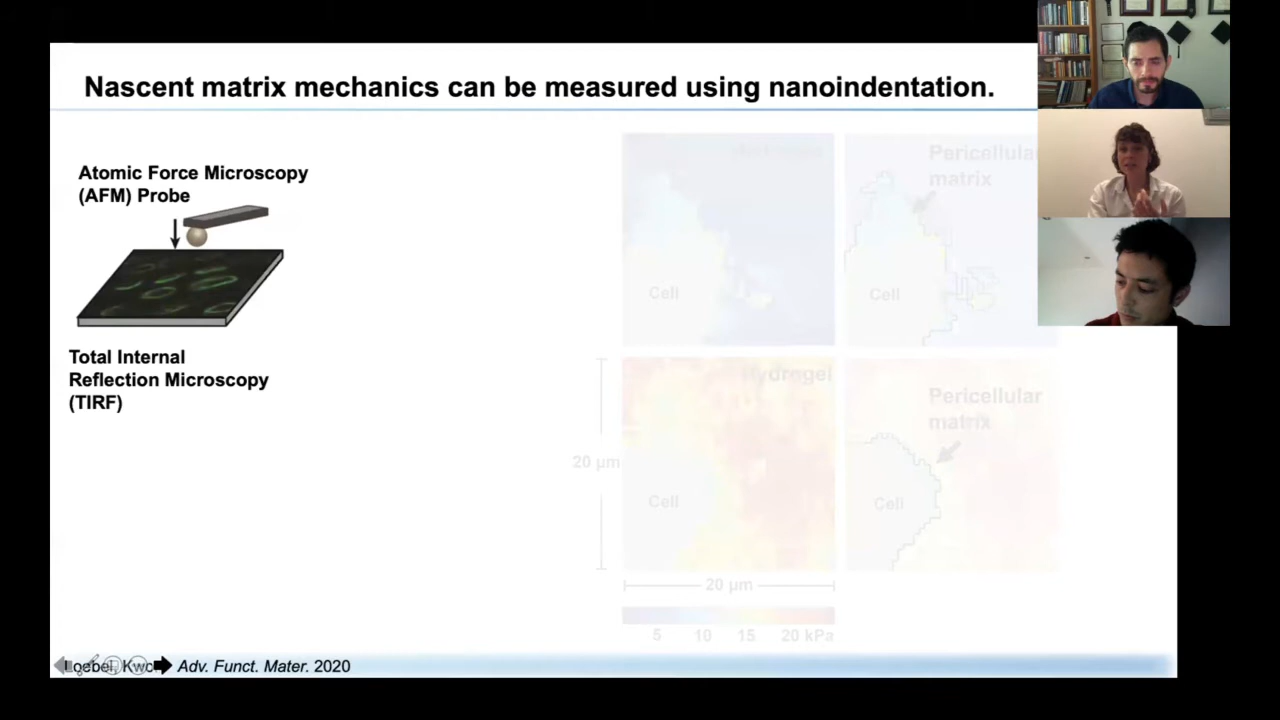 Nascent matrix mechanics can be measured using nanoindentation.
Atomic Force Microscopy
(AFM) Probe
Total Internal
Reflection Microscopy
(TIRF)
Pericellular
matrix
Cell
Cell
Hydrogel
Pericellular
matrix
20 µm
Cell
Cell
20 µm
5 10 15 20 kPa
Loebel, Kwon Adv. Funct. Mater. 2020